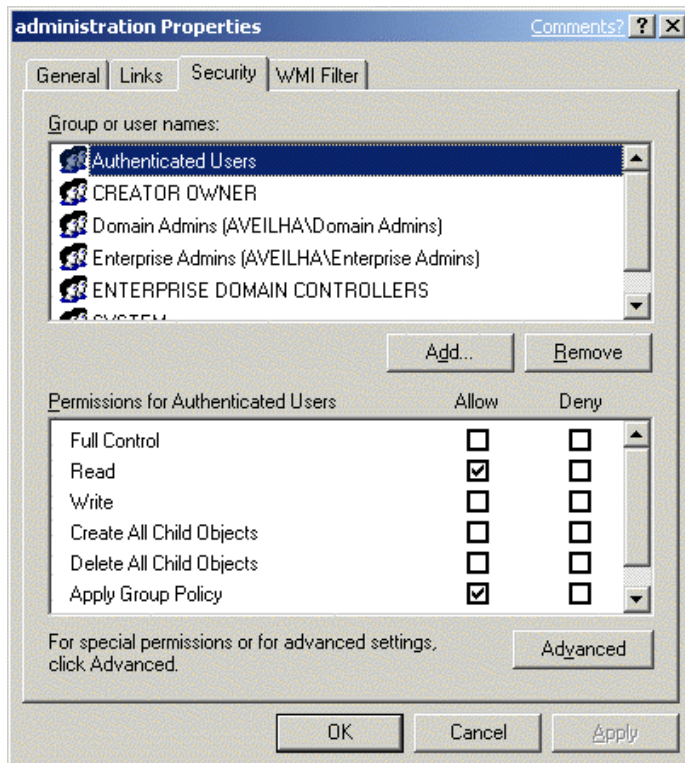 administration Properties Comments? ? X
General Links Security WMI Filter
Group or user names:
Authenticated Users
CREATOR OWNER
Domain Admins (AVEILHA\Domain Admins)
Enterprise Admins (AVEILHA\Enterprise Admins)
ENTERPRISE DOMAIN CONTROLLERS
SYSTEM
Add... Remove
Permissions for Authenticated Users Allow Deny
Full Control
Read
Write
Create All Child Objects
Delete All Child Objects
Apply Group Policy
For special permissions or for advanced settings,
click Advanced.
Advanced
OK Cancel Apply